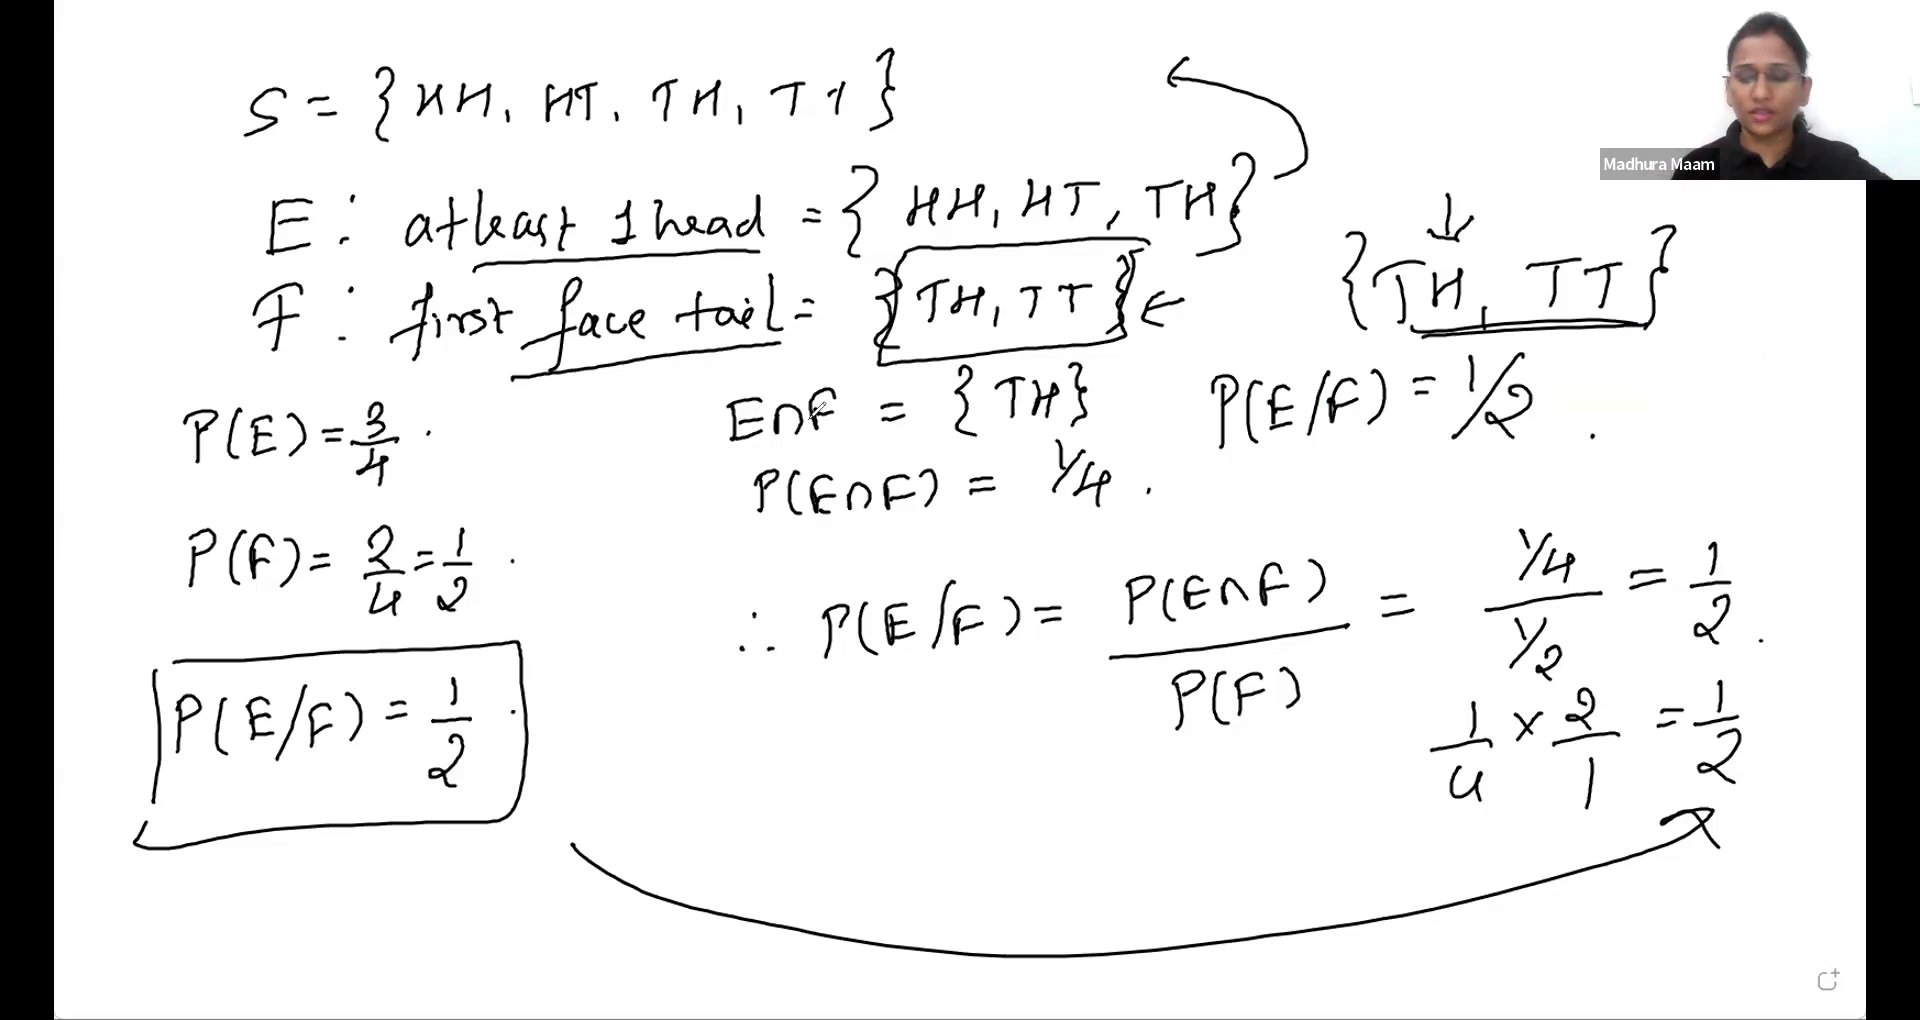 S = {HH, HT, TH, TT}
Madhura Maam
E : atleast 1 head = {HH, HT, TH}
F : first face tail = {TH, TT} ←
{TH, TT}
P(E) = 3/4 .
E∩F = {TH}
P(E/F) = 1/2 .
P(E∩F) = 1/4 .
P(F) = 2/4 = 1/2 .
∴ P(E/F) = P(E∩F)/P(F) = (1/4)/(1/2) = 1/2 .
P(E/F) = 1/2 .
1/4 × 2/1 = 1/2